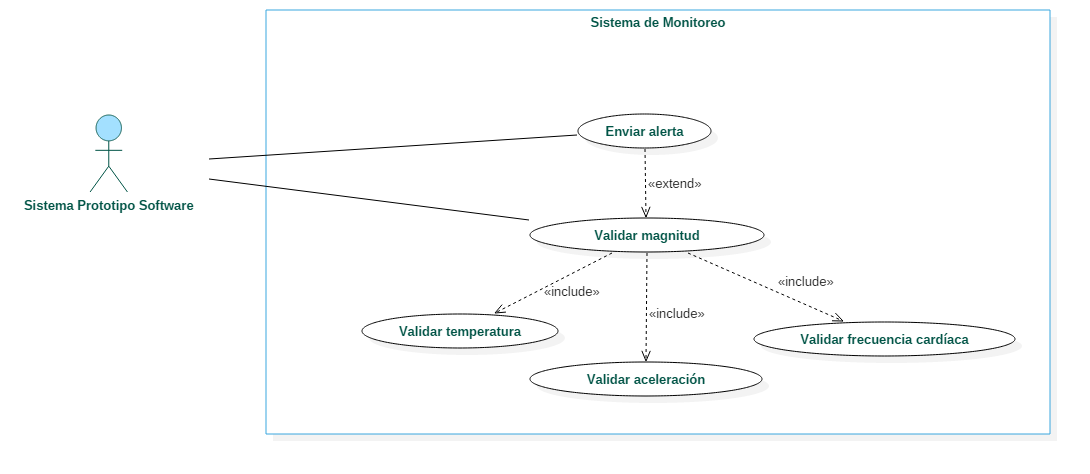 Sistema de Monitoreo
Enviar alerta
«extend»
Sistema Prototipo Software
Validar magnitud
«include»
«include»
«include»
Validar temperatura
Validar frecuencia cardíaca
Validar aceleración